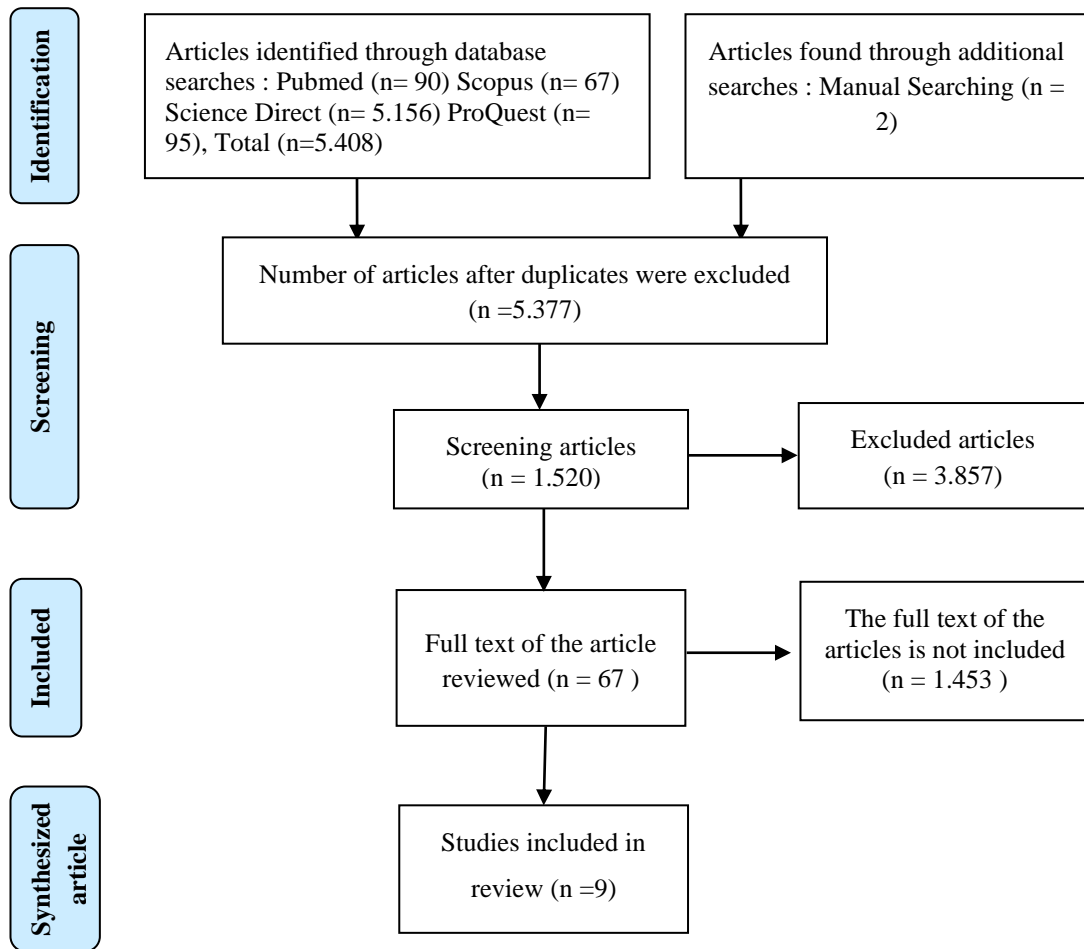 Identification
Articles identified through database
searches : Pubmed (n= 90) Scopus (n= 67)
Science Direct (n= 5.156) ProQuest (n=
95), Total (n=5.408)
Articles found through additional
searches : Manual Searching (n =
2)
Screening
Number of articles after duplicates were excluded
(n =5.377)
Screening articles
(n = 1.520)
Excluded articles
(n = 3.857)
Included
Full text of the article
reviewed (n = 67 )
The full text of the
articles is not included
(n = 1.453 )
Synthesized
article
Studies included in
review (n =9)